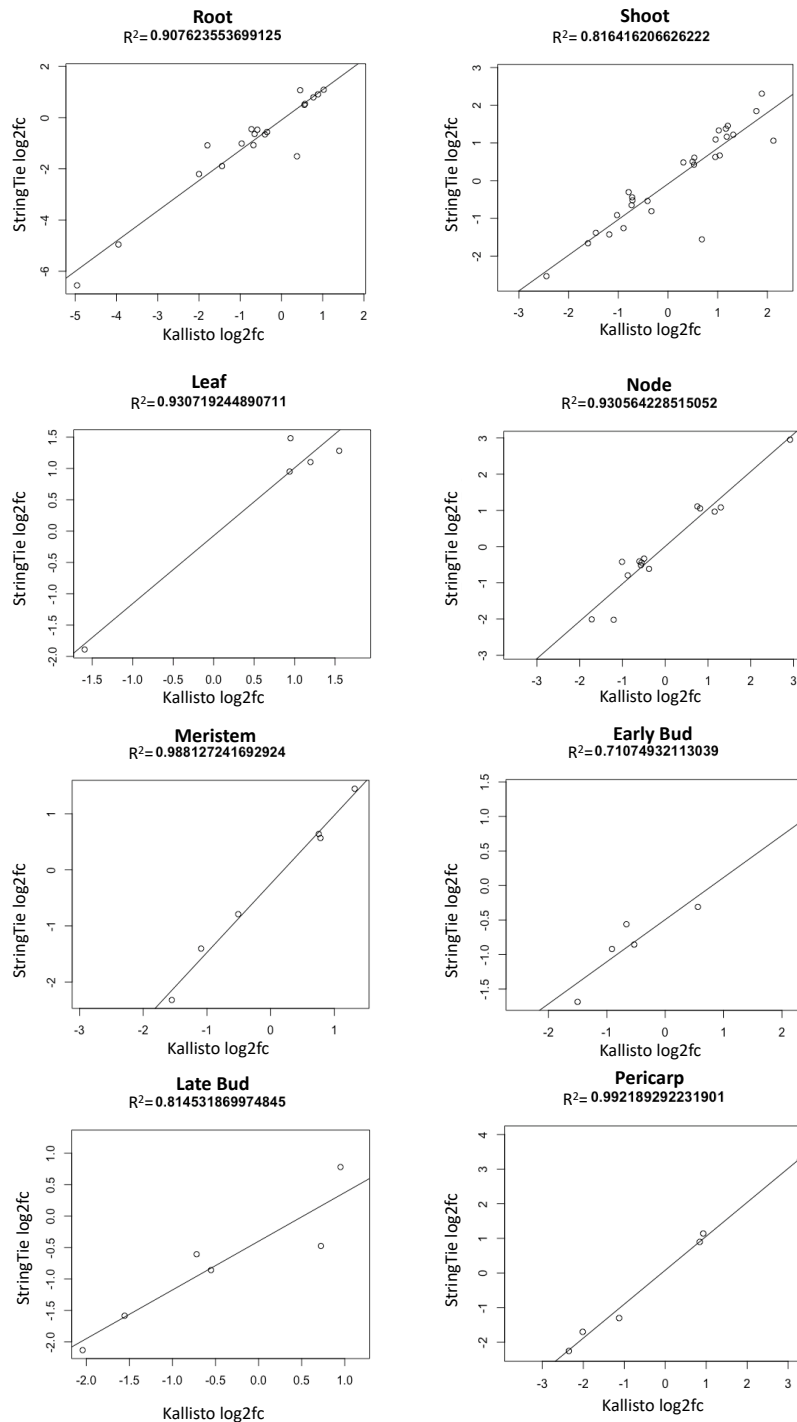 Root
R²= 0.907623553699125
StringTie log2fc
2
0
-2
-4
-6
-5 -4 -3 -2 -1 0 1 2
Kallisto log2fc
Shoot
R²= 0.816416206626222
StringTie log2fc
3
2
1
0
-1
-2
-3 -2 -1 0 1 2
Kallisto log2fc
Leaf
R²= 0.930719244890711
StringTie log2fc
1.5
1.0
0.5
0.0
-0.5
-1.0
-1.5
-2.0
-1.5 -1.0 -0.5 0.0 0.5 1.0 1.5
Kallisto log2fc
Node
R²= 0.930564228515052
StringTie log2fc
3
2
1
0
-1
-2
-3
-3 -2 -1 0 1 2 3
Kallisto log2fc
Meristem
R²= 0.988127241692924
StringTie log2fc
1
0
-1
-2
-3 -2 -1 0 1
Kallisto log2fc
Early Bud
R²= 0.71074932113039
StringTie log2fc
1.5
1.0
0.5
0.0
-0.5
-1.0
-1.5
-2 -1 0 1 2
Kallisto log2fc
Late Bud
R²= 0.814531869974845
StringTie log2fc
1.0
0.5
0.0
-0.5
-1.0
-1.5
-2.0
-2.0 -1.5 -1.0 -0.5 0.0 0.5 1.0
Kallisto log2fc
Pericarp
R²= 0.992189292231901
StringTie log2fc
4
3
2
1
0
-1
-2
-3 -2 -1 0 1 2 3
Kallisto log2fc